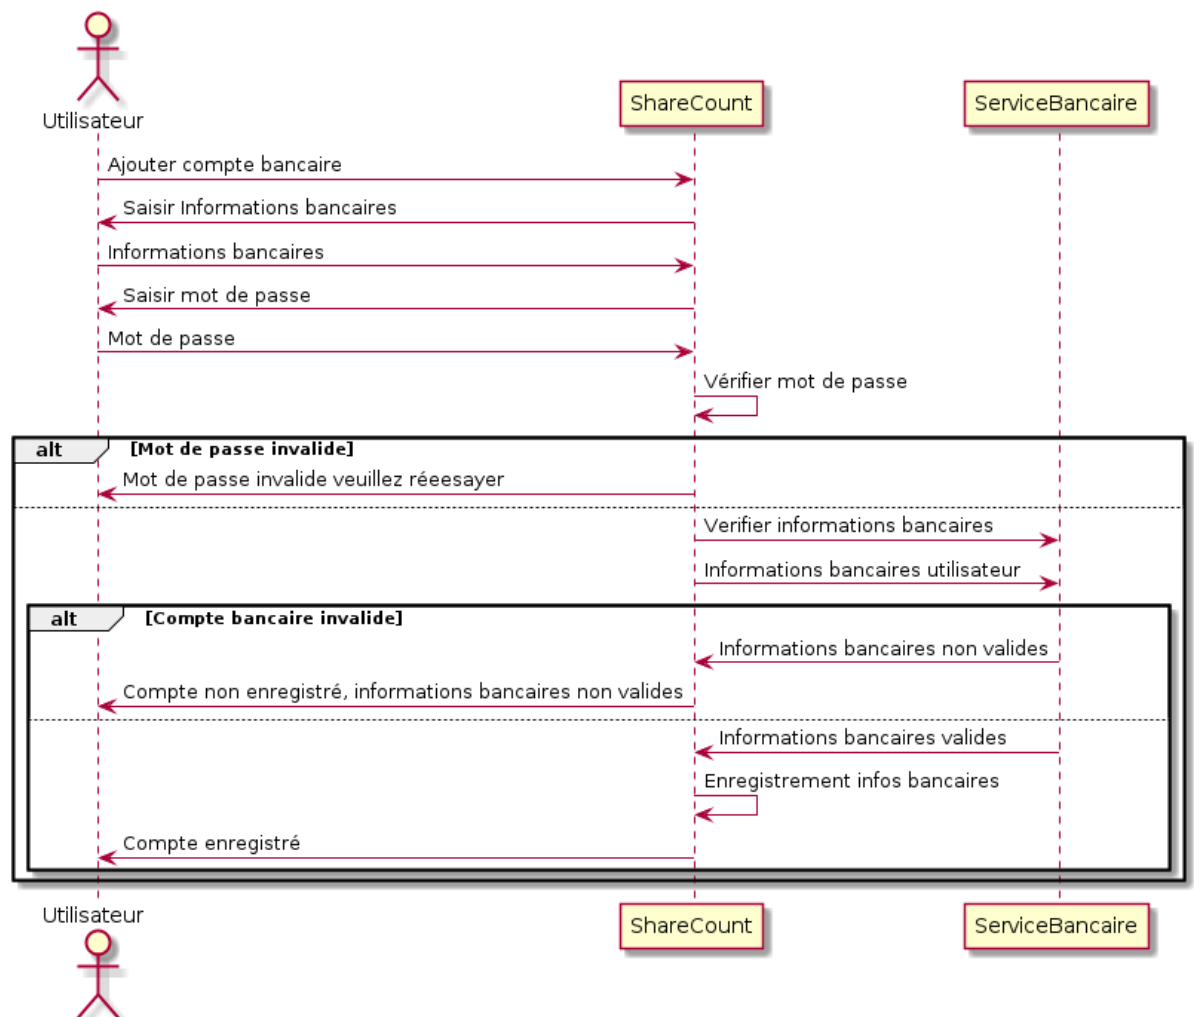 Utilisateur
ShareCount
ServiceBancaire
Ajouter compte bancaire
Saisir Informations bancaires
Informations bancaires
Saisir mot de passe
Mot de passe
Vérifier mot de passe
alt
[Mot de passe invalide]
Mot de passe invalide veuillez réeesayer
Verifier informations bancaires
Informations bancaires utilisateur
alt
[Compte bancaire invalide]
Informations bancaires non valides
Compte non enregistré, informations bancaires non valides
Informations bancaires valides
Enregistrement infos bancaires
Compte enregistré
Utilisateur
ShareCount
ServiceBancaire